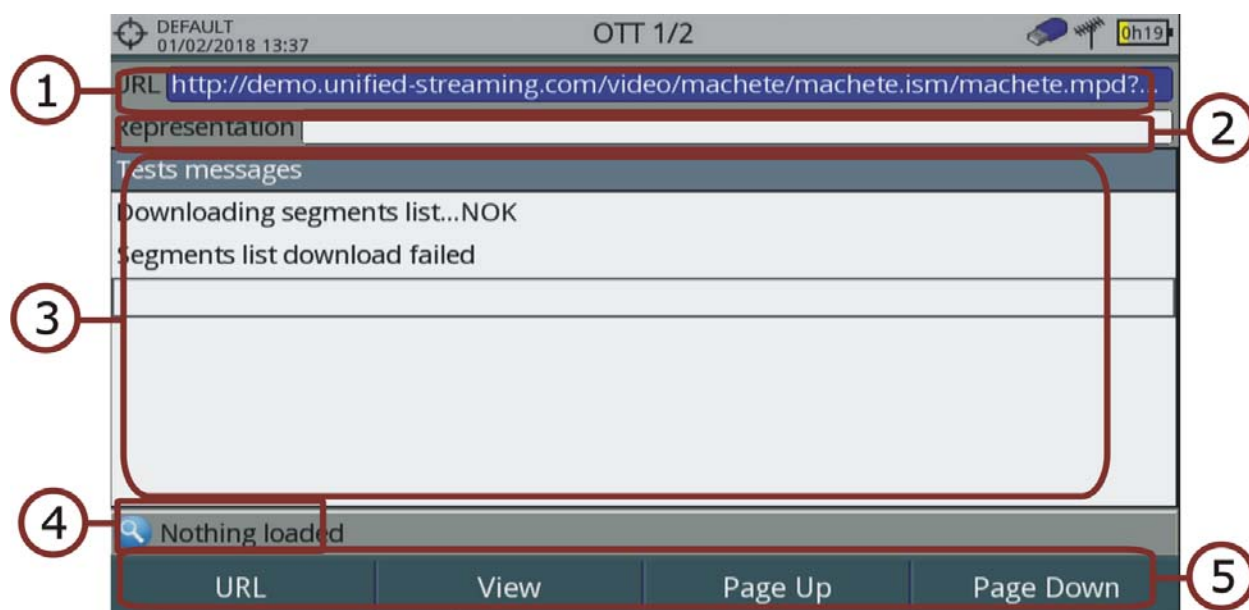 DEFAULT
01/02/2018 13:37
OTT 1/2
0h19
1
URL http://demo.unified-streaming.com/video/machete/machete.ism/machete.mpd?...
2
Representation
Tests messages
Downloading segments list...NOK
Segments list download failed
3
4
Nothing loaded
URL View Page Up Page Down
5